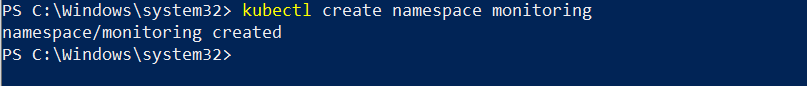 PS C:\Windows\system32> kubectl create namespace monitoring
namespace/monitoring created
PS C:\Windows\system32>